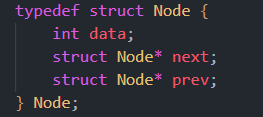 typedef struct Node {
    int data;
    struct Node* next;
    struct Node* prev;
} Node;